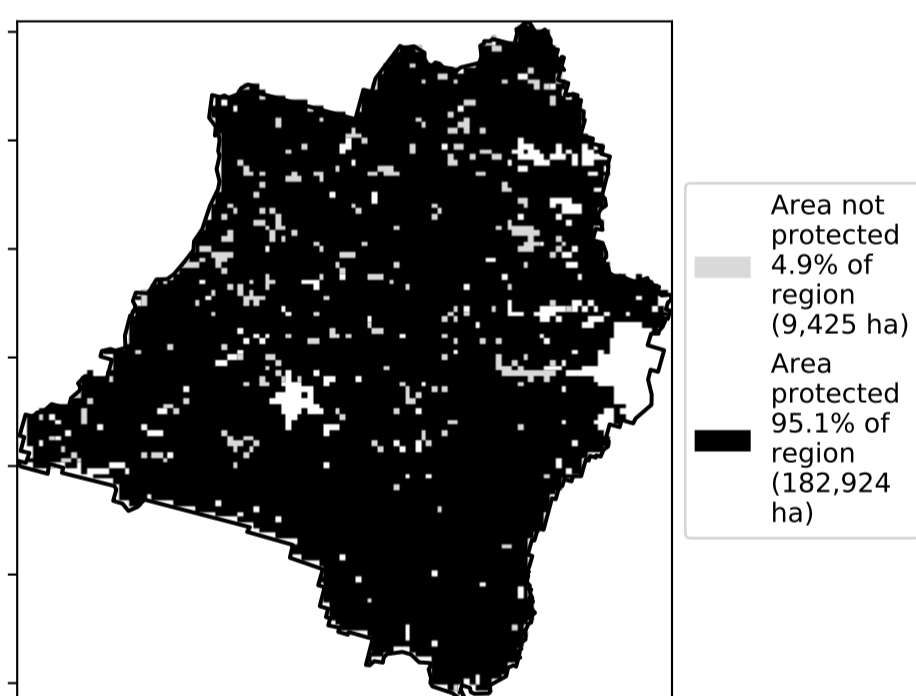 Area not
protected
4.9% of
region
(9,425 ha)
Area
protected
95.1% of
region
(182,924
ha)